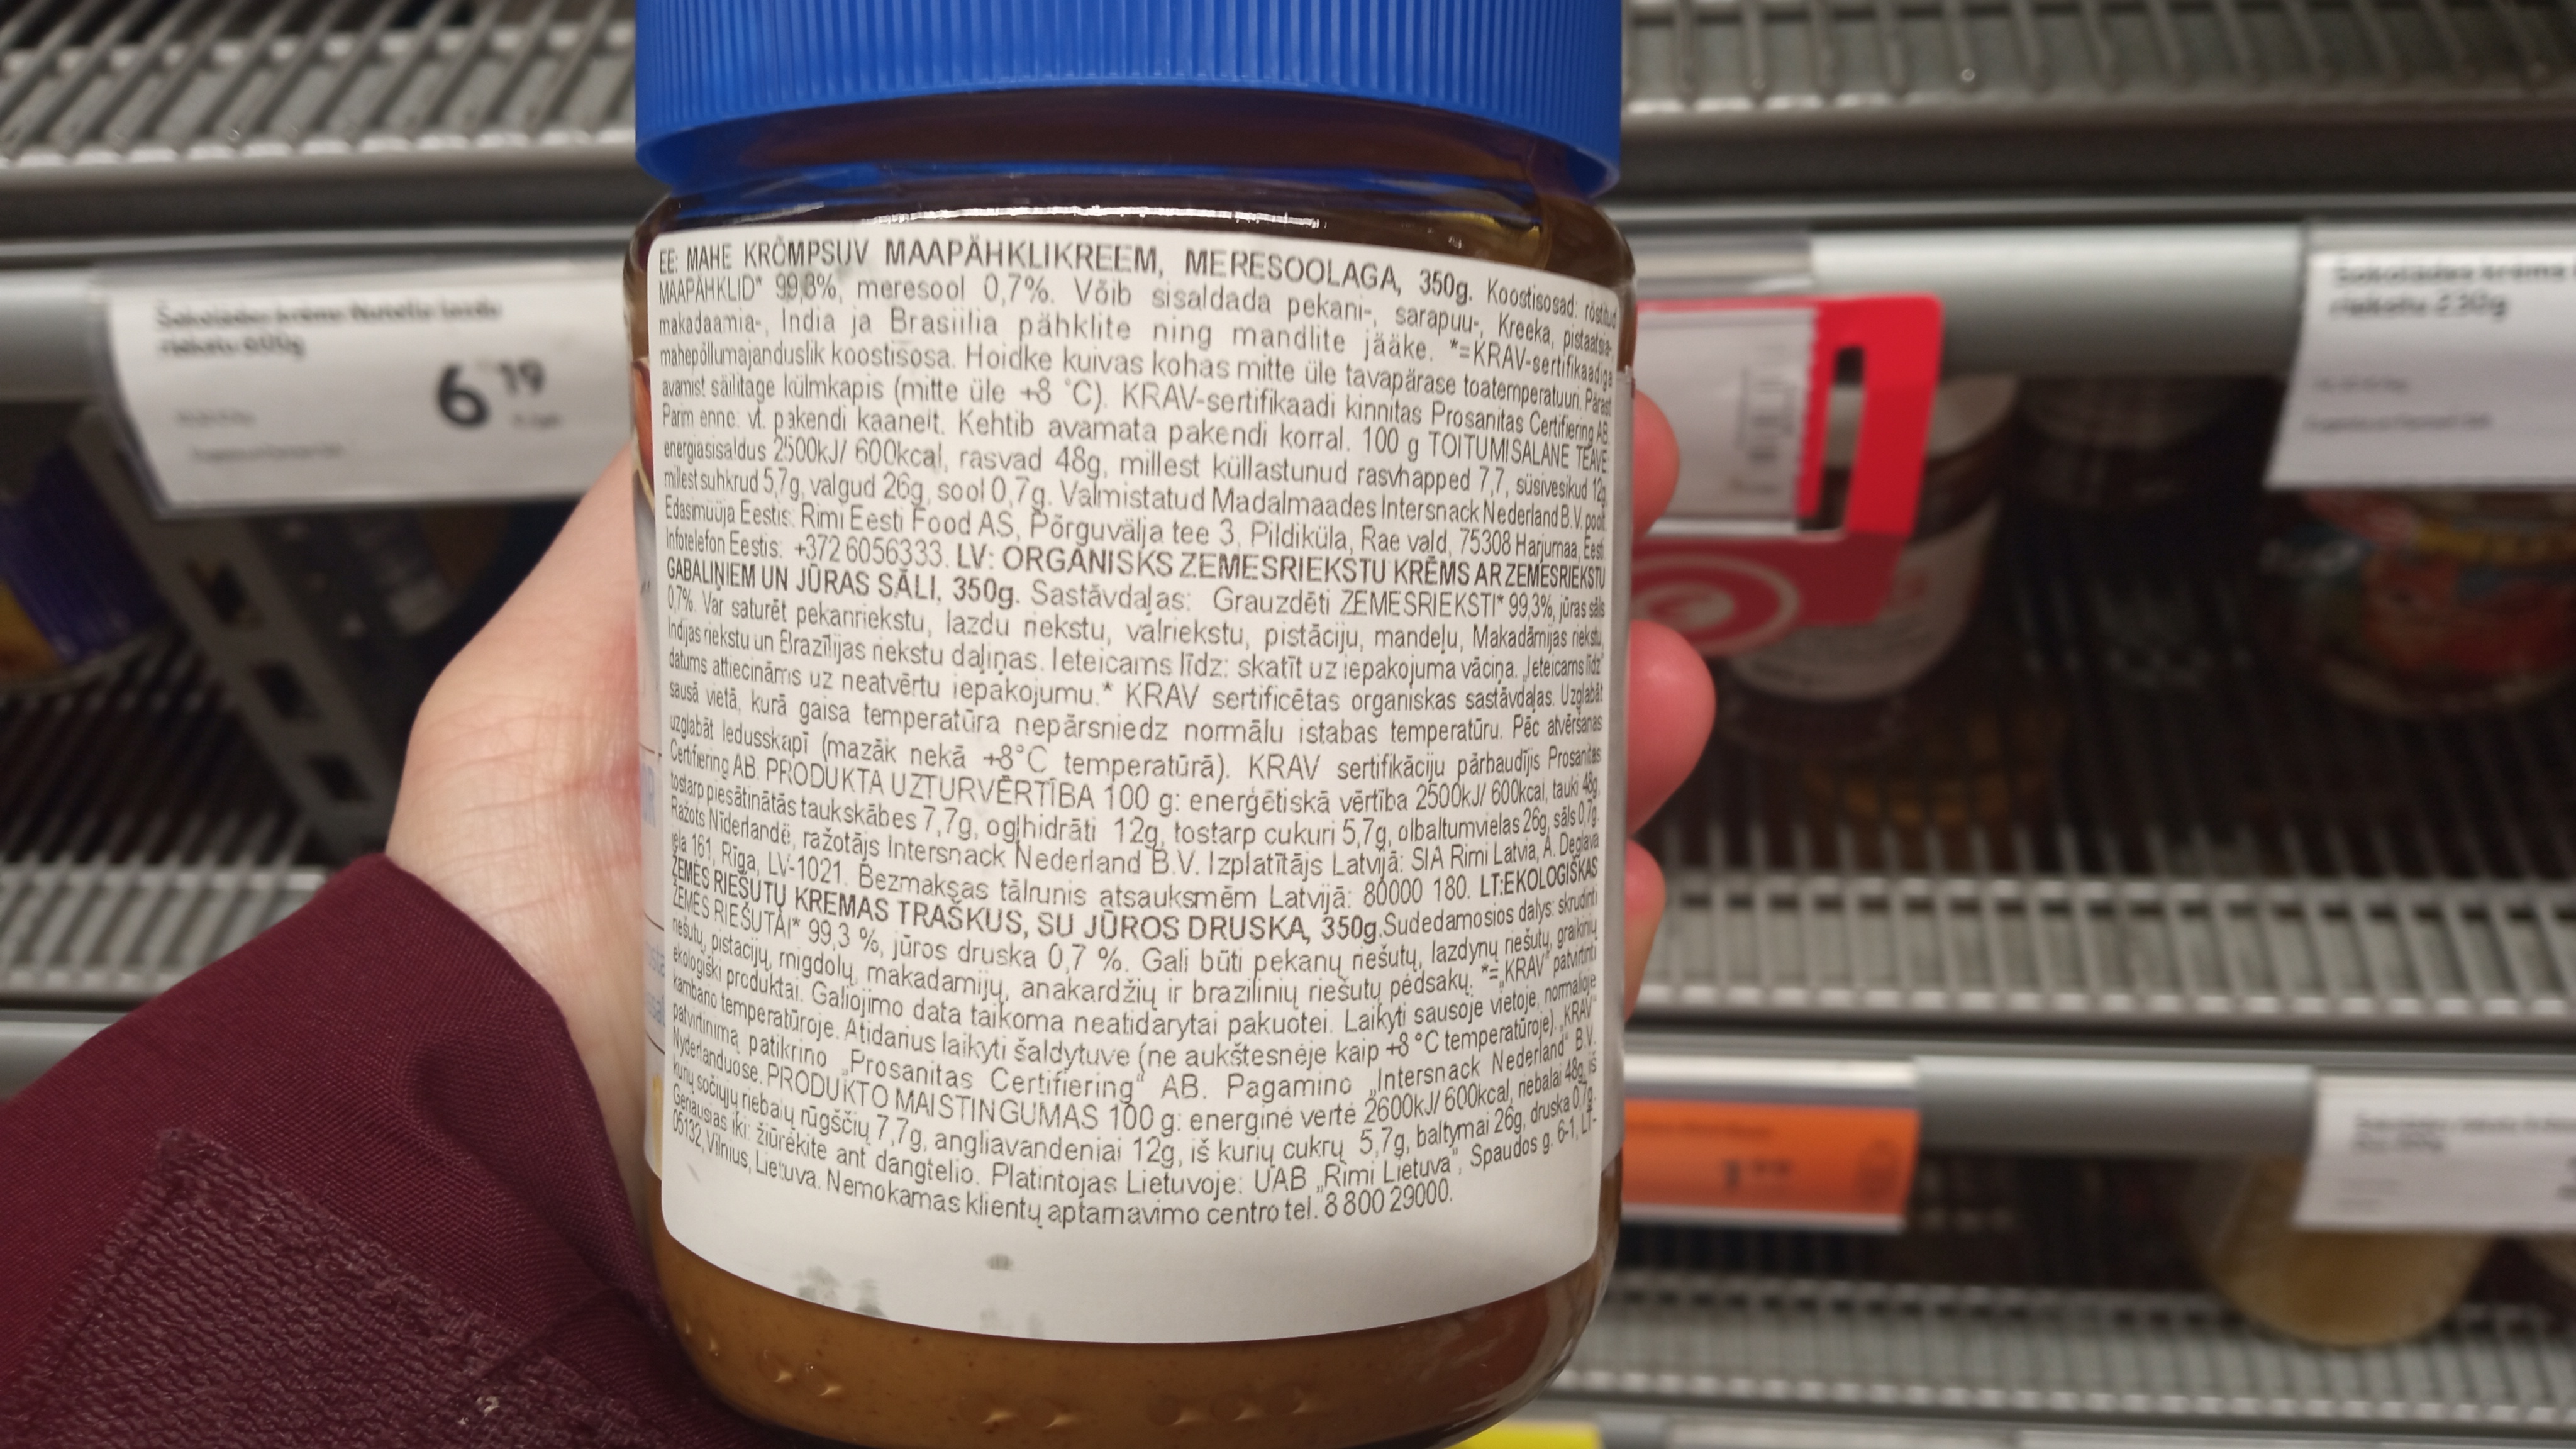 EE: MAHE KRÕMPSUV MAAPÄHKLIKREEM, MERESOOLAGA, 350g. Koostisosad: röstitud
MAAPÄHKLID* 99,3%, meresool 0,7%. Võib sisaldada pekani-, sarapuu-, Kreeka, pistaatsia-,
makadaamia-, India ja Brasiilia pähklite ning mandlite jääke. *=KRAV-sertifikaadiga
mahepõllumajanduslik koostisosa. Hoidke kuivas kohas mitte üle tavapärase toatemperatuuri. Pärast
avamist säilitage külmkapis (mitte üle +8 °C). KRAV-sertifikaadi kinnitas Prosanitas Certifiering AB.
Parim enne: vt. pakendi kaanelt. Kehtib avamata pakendi korral. 100 g TOITUMISALANE TEAVE
energiasisaldus 2500kJ/ 600kcal, rasvad 48g, millest küllastunud rasvhapped 7,7, süsivesikud 12g,
millest suhkrud 5,7g, valgud 26g, sool 0,7g. Valmistatud Madalmaades Intersnack Nederland B.V. poolt.
Edasimüüja Eestis: Rimi Eesti Food AS, Põrguvälja tee 3, Pildiküla, Rae vald, 75308 Harjumaa, Eesti.
Infotelefon Eestis: +372 6056333. LV: ORGANISKS ZEMESRIEKSTU KRĒMS AR ZEMESRIEKSTU
GABALIŅIEM UN JŪRAS SĀLI, 350g. Sastāvdaļas: Grauzdēti ZEMESRIEKSTI* 99,3%, jūras sāls
0,7%. Var saturēt pekanriekstu, lazdu riekstu, valriekstu, pistāciju, mandeļu, Makadāmijas riekstu,
Indijas riekstu un Brazīlijas riekstu daļiņas. Ieteicams līdz: skatīt uz iepakojuma vāciņa. „Ieteicams līdz"
datums attiecināms uz neatvērtu iepakojumu.* KRAV sertificētas organiskas sastāvdaļas. Uzglabāt
sausā vietā, kurā gaisa temperatūra nepārsniedz normālu istabas temperatūru. Pēc atvēršanas
uzglabāt ledusskapī (mazāk nekā +8°C temperatūrā). KRAV sertifikāciju pārbaudījis Prosanitas
Certifiering AB. PRODUKTA UZTURVĒRTĪBA 100 g: enerģētiskā vērtība 2500kJ/ 600kcal, tauki 48g,
tostarp piesātinātās taukskābes 7,7g, ogļhidrāti 12g, tostarp cukuri 5,7g, olbaltumvielas 26g, sāls 0,7g.
Ražots Nīderlandē, ražotājs Intersnack Nederland B.V. Izplatītājs Latvijā: SIA Rimi Latvia, A. Deglava
iela 161, Rīga, LV-1021. Bezmaksas tālrunis atsauksmēm Latvijā: 80000 180. LT:EKOLOGIŠKAS
ŽEMĖS RIEŠUTŲ KREMAS TRAŠKUS, SU JŪROS DRUSKA, 350g.Sudedamosios dalys: skrudinti
ŽEMĖS RIEŠUTAI* 99,3 %, jūros druska 0,7 %. Gali būti pekanų riešutų, lazdynų riešutų, graikinių
riešutų, pistacijų, migdolų, makadamijų, anakardžių ir brazilinių riešutų pėdsakų. *=„KRAV" patvirtinti
ekologiški produktai. Galiojimo data taikoma neatidarytai pakuotei. Laikyti sausoje vietoje, normalioje
kambario temperatūroje. Atidarius laikyti šaldytuve (ne aukštesnėje kaip +8 °C temperatūroje). „KRAV"
patvirtinimą patikrino „Prosanitas Certifiering" AB. Pagamino „Intersnack Nederland" B.V.
Nyderlanduose. PRODUKTO MAISTINGUMAS 100 g: energinė vertė 2600kJ/ 600kcal, riebalai 48g, iš
kurių sočiųjų riebalų rūgščių 7,7g, angliavandeniai 12g, iš kurių cukrų 5,7g, baltymai 26g, druska 0,7g.
Geriausias iki: žiūrėkite ant dangtelio. Platintojas Lietuvoje: UAB „Rimi Lietuva", Spaudos g. 6-1, LT-
05132, Vilnius, Lietuva. Nemokamas klientų aptarnavimo centro tel. 8 800 29000.
Šokolādes krēms Nutella lazdu
riekstu 600g
6 19
Šokolādes krēms
riekstu 230g